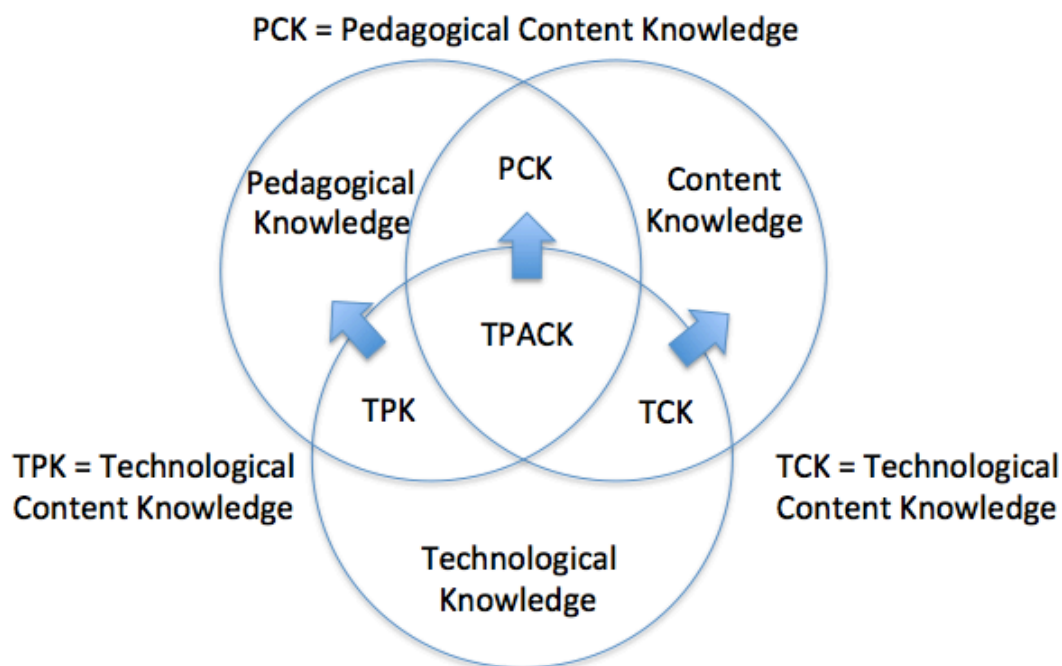 PCK = Pedagogical Content Knowledge
PCK
Pedagogical
Knowledge
Content
Knowledge
TPACK
TPK
TCK
TPK = Technological
Content Knowledge
TCK = Technological
Content Knowledge
Technological
Knowledge